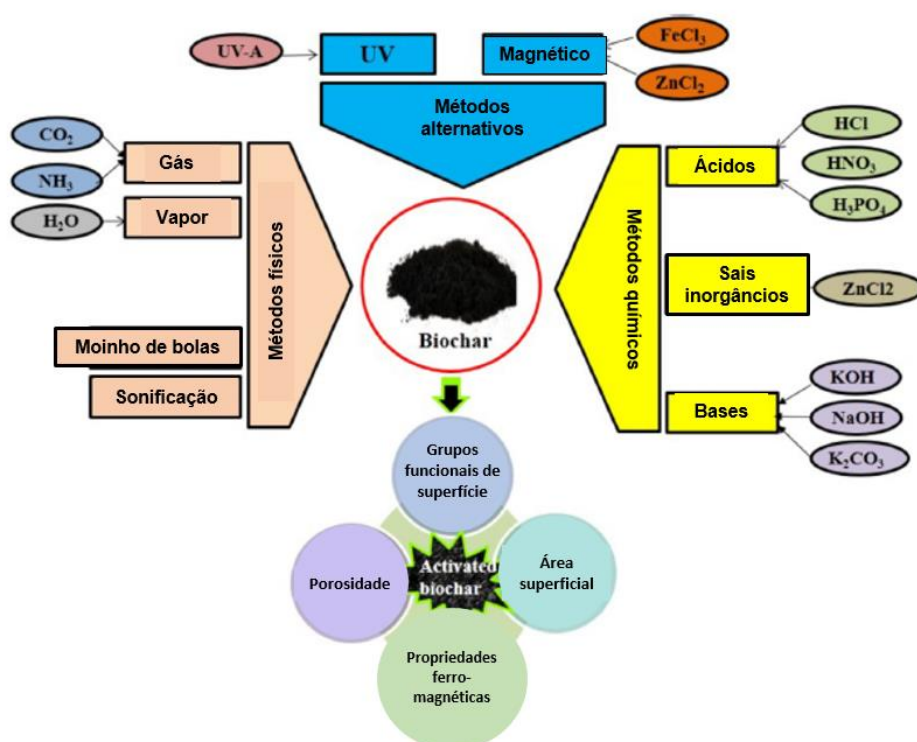 UV-A
UV
Magnético
FeCl₃
ZnCl₂
Métodos
alternativos
CO₂
NH₃
H₂O
Gás
Vapor
Moinho de bolas
Sonificação
Métodos físicos
Biochar
Métodos químicos
Ácidos
HCl
HNO₃
H₃PO₄
Sais
inorgâncios
ZnCl2
Bases
KOH
NaOH
K₂CO₃
Grupos
funcionais de
superfície
Porosidade
Activated
biochar
Área
superficial
Propriedades
ferro-
magnéticas